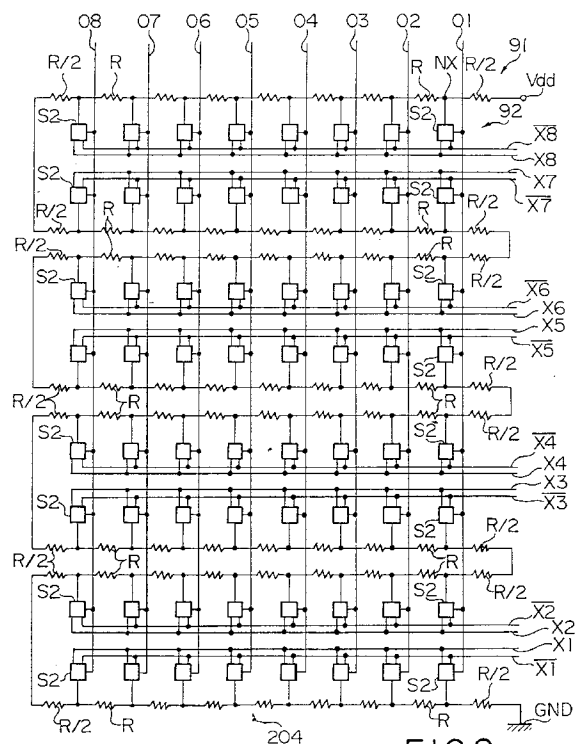 08 07 06 05 04 03 02 01
R/2 R R NX R/2 91
Vdd
S2 S2 92
X8
X8
S2 X7
S2 X7
R/2 R R R/2
R/2 R R/2
S2 S2
X6
X6
X5
S2 X5
R/2 R R R/2
S2 S2
X4
X4
X3
S2 S2 X3
R/2 R R R/2
S2 S2 R/2
X2
X2
X1
S2 S2 X1
R/2 R R R/2
GND
204